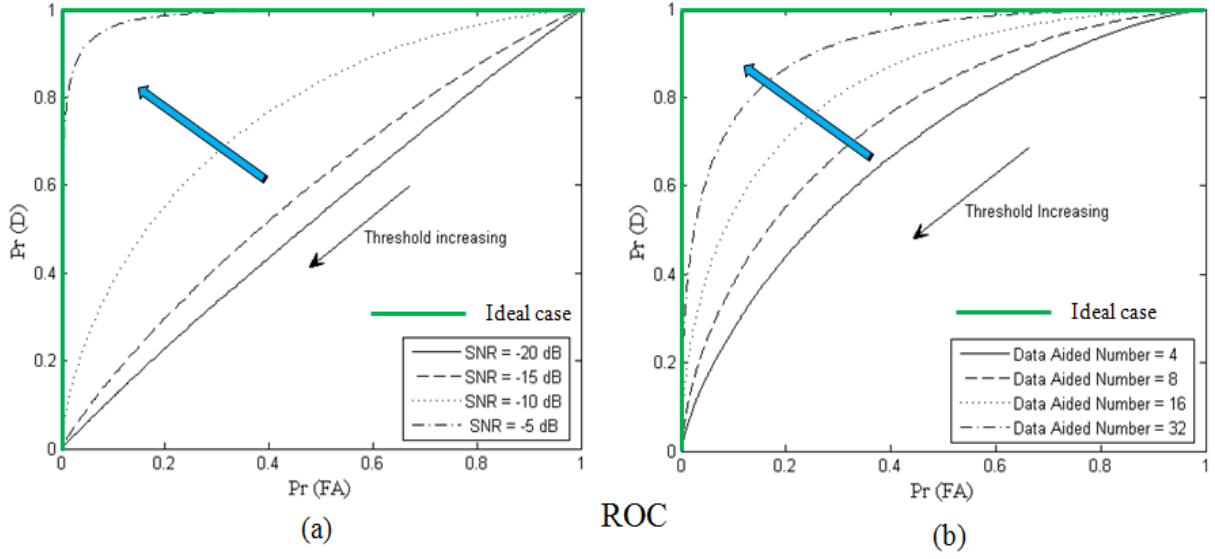 1
0.8
0.6
0.4
0.2
0
0
0.2
0.4
0.6
0.8
1
Pr (D)
Pr (FA)
Threshold increasing
Ideal case
SNR = -20 dB
SNR = -15 dB
SNR = -10 dB
SNR = -5 dB
(a)
1
0.8
0.6
0.4
0.2
0
0
0.2
0.4
0.6
0.8
1
Pr (D)
Pr (FA)
Threshold Increasing
Ideal case
Data Aided Number = 4
Data Aided Number = 8
Data Aided Number = 16
Data Aided Number = 32
(b)
ROC